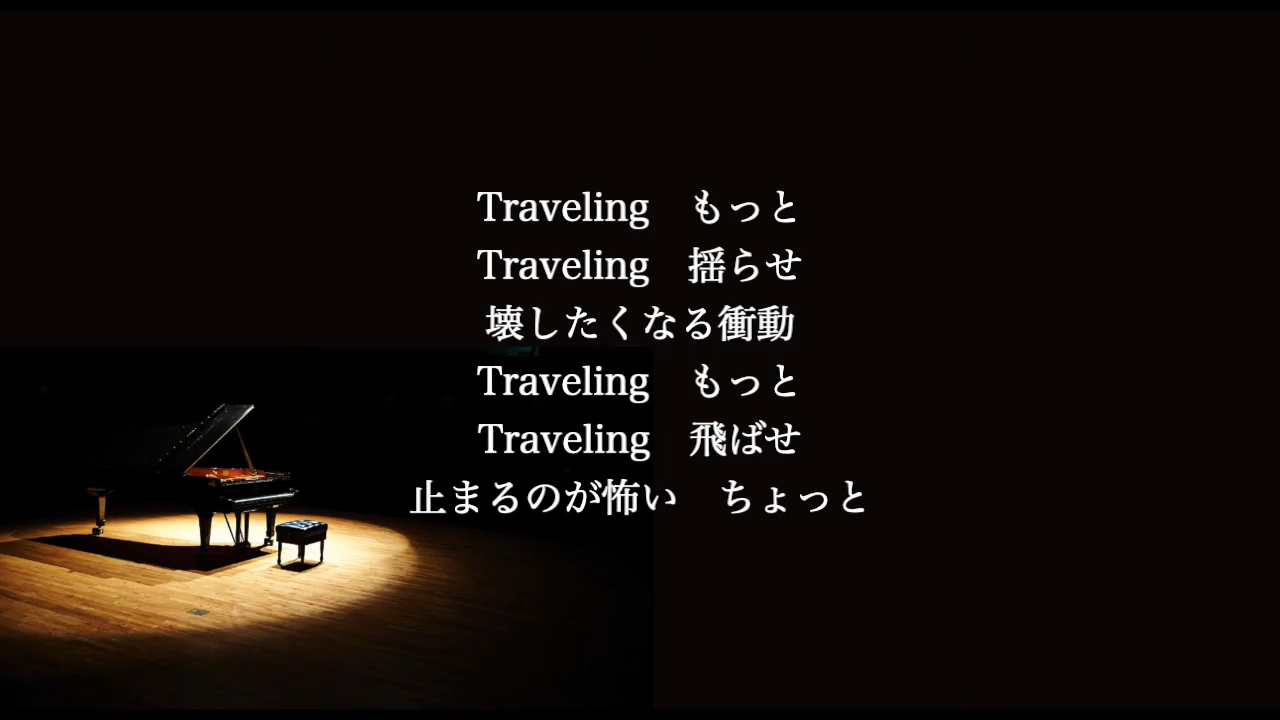 Traveling　もっと
Traveling　揺らせ
壊したくなる衝動
Traveling　もっと
Traveling　飛ばせ
止まるのが怖い　ちょっと